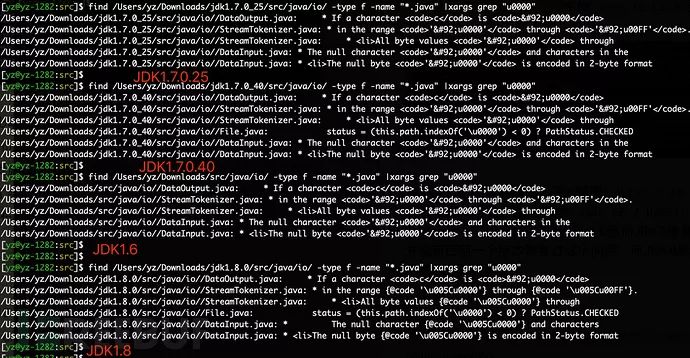 [yz@yz-1282:src]$ find /Users/yz/Downloads/jdk1.7.0_25/src/java/io/ -type f -name "*.java" |xargs grep "u0000"
/Users/yz/Downloads/jdk1.7.0_25/src/java/io//DataOutput.java:     * If a character <code>c</code> is <code>&#92;u0000</code>
/Users/yz/Downloads/jdk1.7.0_25/src/java/io//StreamTokenizer.java: * in the range <code>'&#92;u0000'</code> through <code>'&#92;u00FF'</code>.
/Users/yz/Downloads/jdk1.7.0_25/src/java/io//StreamTokenizer.java:     * <li>All byte values <code>'&#92;u0000'</code> through
/Users/yz/Downloads/jdk1.7.0_25/src/java/io//DataInput.java: * The null character <code>'&#92;u0000'</code> and characters in the
/Users/yz/Downloads/jdk1.7.0_25/src/java/io//DataInput.java: * <li>The null byte <code>'&#92;u0000'</code> is encoded in 2-byte format
[yz@yz-1282:src]$
JDK1.7.0.25
[yz@yz-1282:src]$ find /Users/yz/Downloads/jdk1.7.0_40/src/java/io/ -type f -name "*.java" |xargs grep "u0000"
/Users/yz/Downloads/jdk1.7.0_40/src/java/io//DataOutput.java:     * If a character <code>c</code> is <code>&#92;u0000</code>
/Users/yz/Downloads/jdk1.7.0_40/src/java/io//StreamTokenizer.java: * in the range <code>'&#92;u0000'</code> through <code>'&#92;u00FF'</code>.
/Users/yz/Downloads/jdk1.7.0_40/src/java/io//StreamTokenizer.java:     * <li>All byte values <code>'&#92;u0000'</code> through
/Users/yz/Downloads/jdk1.7.0_40/src/java/io//File.java:            status = (this.path.indexOf('\u0000') < 0) ? PathStatus.CHECKED
/Users/yz/Downloads/jdk1.7.0_40/src/java/io//DataInput.java: * The null character <code>'&#92;u0000'</code> and characters in the
/Users/yz/Downloads/jdk1.7.0_40/src/java/io//DataInput.java: * <li>The null byte <code>'&#92;u0000'</code> is encoded in 2-byte format
[yz@yz-1282:src]$
JDK1.7.0.40
[yz@yz-1282:src]$ find /Users/yz/Downloads/src/java/io/ -type f -name "*.java" |xargs grep "u0000"
/Users/yz/Downloads/src/java/io//DataOutput.java:     * If a character <code>c</code> is <code>&#92;u0000</code>
/Users/yz/Downloads/src/java/io//StreamTokenizer.java: * in the range <code>'&#92;u0000'</code> through <code>'&#92;u00FF'</code>.
/Users/yz/Downloads/src/java/io//StreamTokenizer.java:     * <li>All byte values <code>'&#92;u0000'</code> through
/Users/yz/Downloads/src/java/io//DataInput.java: * The null character <code>'&#92;u0000'</code> and characters in the
/Users/yz/Downloads/src/java/io//DataInput.java: * <li>The null byte <code>'&#92;u0000'</code> is encoded in 2-byte format
[yz@yz-1282:src]$
JDK1.6
[yz@yz-1282:src]$
[yz@yz-1282:src]$ find /Users/yz/Downloads/jdk1.8.0/src/java/io/ -type f -name "*.java" |xargs grep "u0000"
/Users/yz/Downloads/jdk1.8.0/src/java/io//DataOutput.java:     * If a character <code>c</code> is <code>&#92;u0000</code>
/Users/yz/Downloads/jdk1.8.0/src/java/io//StreamTokenizer.java: * in the range {@code '\u005Cu0000'} through {@code '\u005Cu00FF'}.
/Users/yz/Downloads/jdk1.8.0/src/java/io//StreamTokenizer.java:     * <li>All byte values {@code '\u005Cu0000'} through
/Users/yz/Downloads/jdk1.8.0/src/java/io//File.java:            status = (this.path.indexOf('\u0000') < 0) ? PathStatus.CHECKED
/Users/yz/Downloads/jdk1.8.0/src/java/io//DataInput.java: *     The null character {@code '\u005Cu0000'} and characters
/Users/yz/Downloads/jdk1.8.0/src/java/io//DataInput.java: * <li>The null byte {@code '\u005Cu0000'} is encoded in 2-byte format
[yz@yz-1282:src]$
JDK1.8